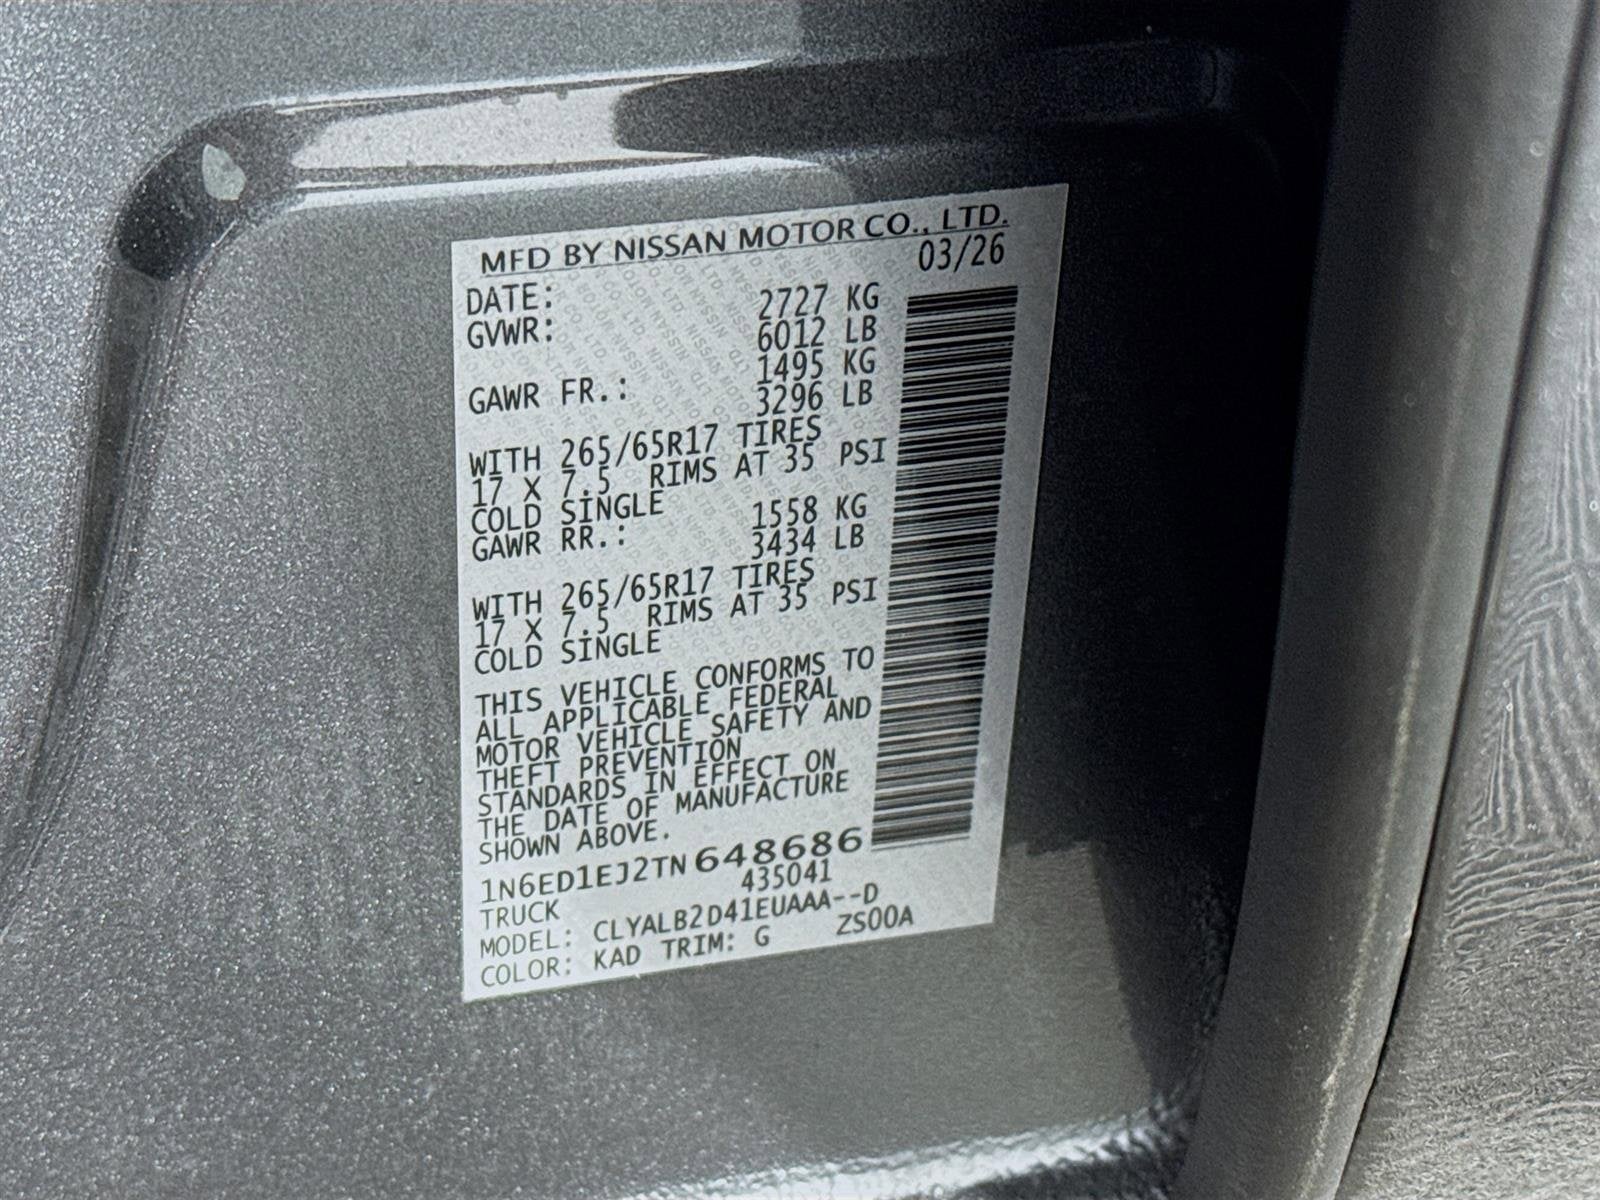 MFD BY NISSAN MOTOR CO., LTD.
03/26
DATE:
GVWR: 2727 KG
6012 LB
1495 KG
GAWR FR.: 3296 LB
WITH 265/65R17 TIRES
17 X 7.5 RIMS AT 35 PSI
COLD SINGLE
1558 KG
GAWR RR.: 3434 LB
WITH 265/65R17 TIRES
17 X 7.5 RIMS AT 35 PSI
COLD SINGLE
THIS VEHICLE CONFORMS TO
ALL APPLICABLE FEDERAL
MOTOR VEHICLE SAFETY AND
THEFT PREVENTION
STANDARDS IN EFFECT ON
THE DATE OF MANUFACTURE
SHOWN ABOVE.
1N6ED1EJ2TN648686
TRUCK 435041
MODEL: CLYALB2D41EUAAA--D
COLOR: KAD TRIM: G ZS00A